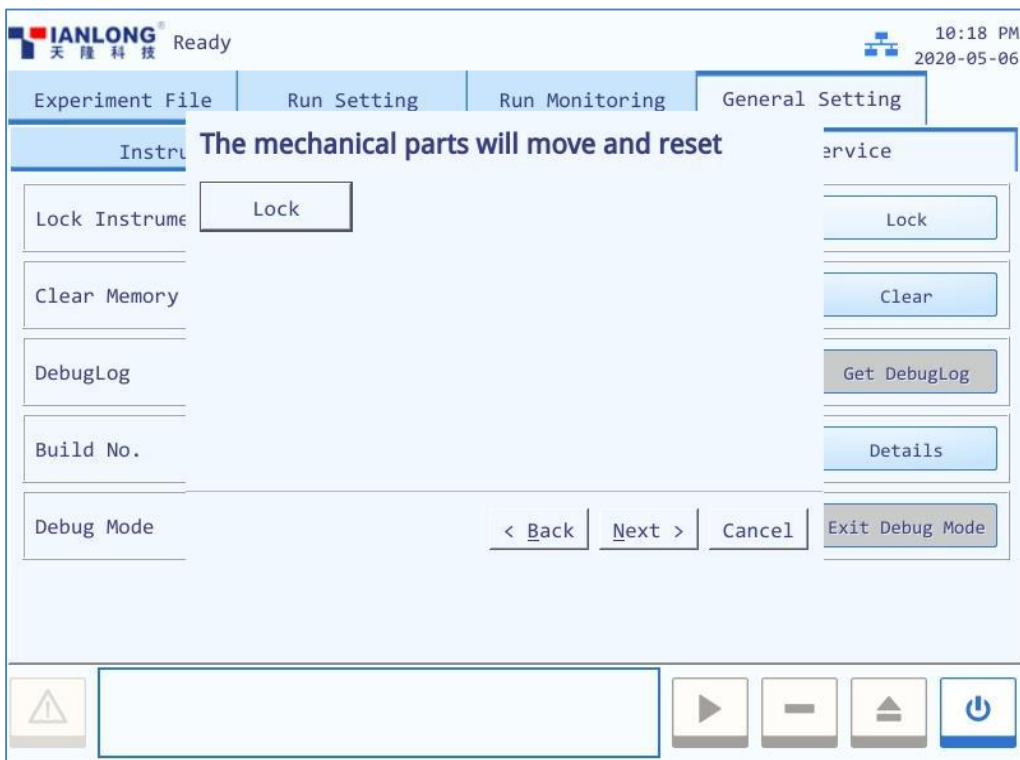 TIANLONG®
天隆科技
Ready
10:18 PM
2020-05-06
Experiment File
Run Setting
Run Monitoring
General Setting
Instru
ervice
The mechanical parts will move and reset
Lock
Lock Instrume
Lock
Clear Memory
Clear
DebugLog
Get DebugLog
Build No.
Details
Debug Mode
< Back
Next >
Cancel
Exit Debug Mode